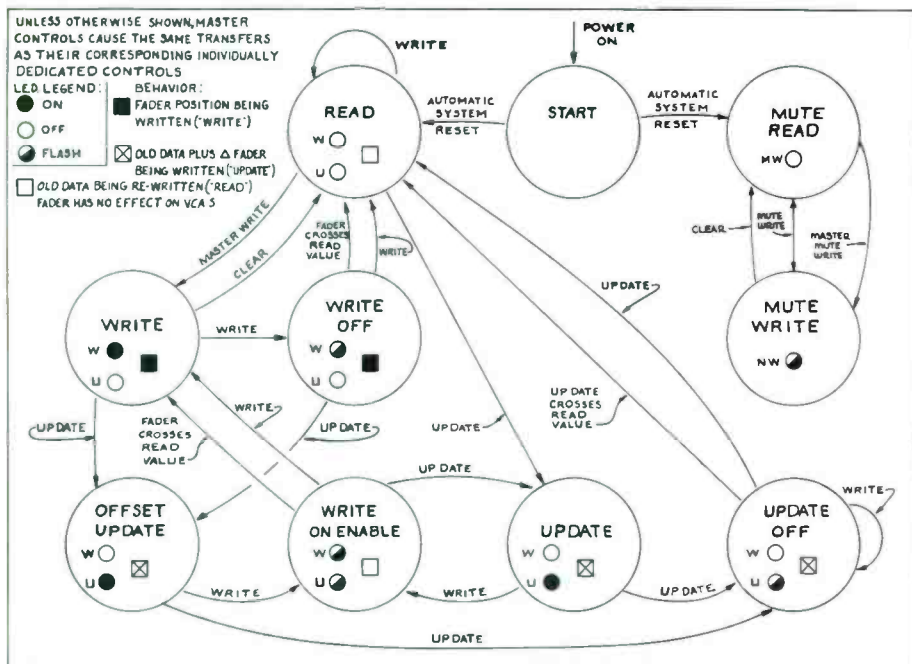 UNLESS OTHERWISE SHOWN, MASTER
CONTROLS CAUSE THE SAME TRANSFERS
AS THEIR CORRESPONDING INDIVIDUALLY
DEDICATED CONTROLS
LED LEGEND:
ON
OFF
FLASH
BEHAVIOR:
FADER POSITION BEING
WRITTEN ("WRITE")
OLD DATA PLUS Δ FADER
BEING WRITTEN ("UPDATE")
OLD DATA BEING RE-WRITTEN ("READ")
FADER HAS NO EFFECT ON VCA S
WRITE
POWER
ON
READ
W
U
AUTOMATIC
SYSTEM
RESET
START
AUTOMATIC
SYSTEM
RESET
MUTE
READ
MW
MASTER WRITE
CLEAR
FADER
CROSSES
READ
VALUE
WRITE
CLEAR
MUTE
WRITE
MASTER
MUTE
WRITE
UPDATE
WRITE
W
U
WRITE
WRITE
OFF
W
U
MUTE
WRITE
NW
UPDATE
FADER
CROSSES
READ
VALUE
WRITE
UPDATE
UPDATE
UPDATE
CROSSES
READ
VALUE
OFFSET
UPDATE
W
U
WRITE
WRITE
ON ENABLE
W
U
UPDATE
WRITE
UPDATE
W
U
UPDATE
UPDATE
OFF
W
U
WRITE
UPDATE